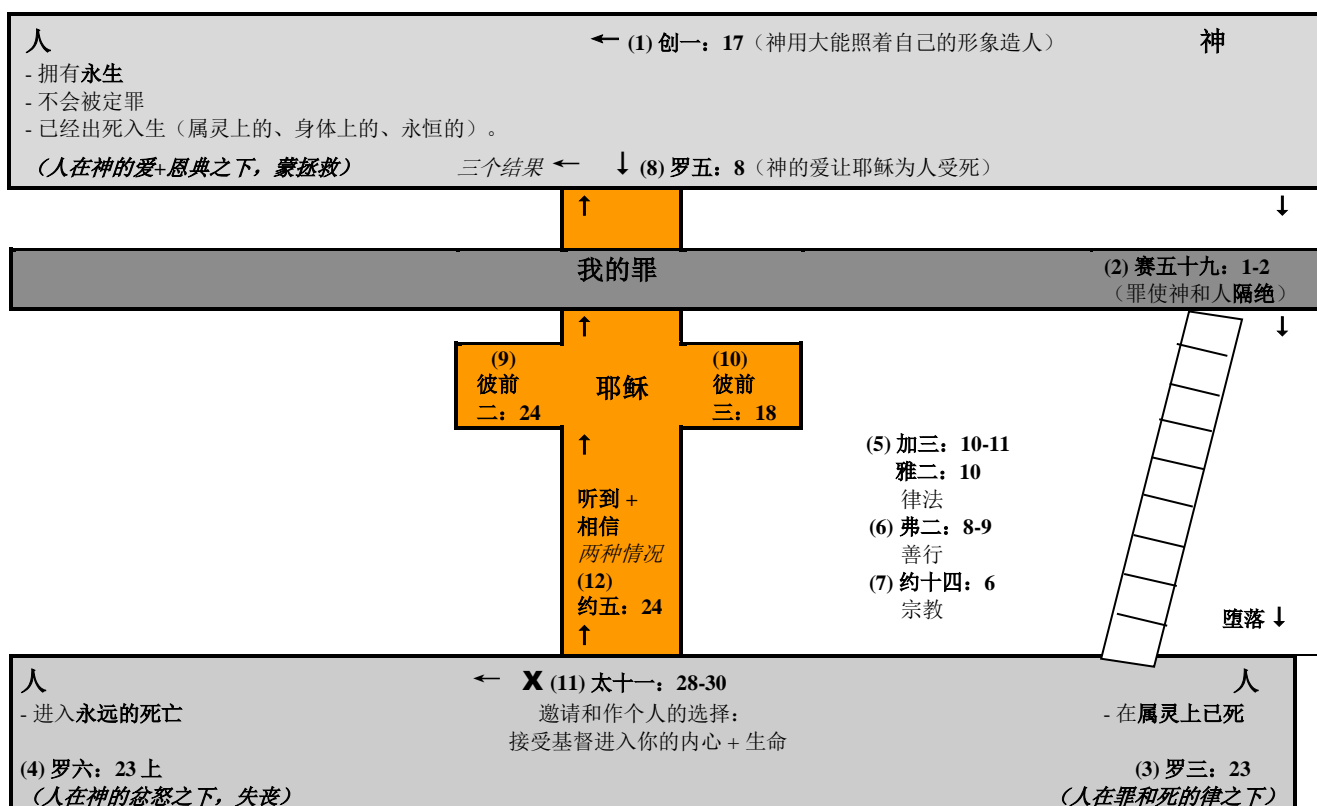 人 ← (1) 创一：17（神用大能照着自己的形象造人） 神
- 拥有永生
- 不会被定罪
- 已经出死入生（属灵上的、身体上的、永恒的）。
（人在神的爱+恩典之下，蒙拯救） 三个结果 ← ↓ (8) 罗五：8（神的爱让耶稣为人受死）
↑ ↓
我的罪
(2) 赛五十九：1-2
（罪使神和人隔绝）
↑ ↓
(9)
彼前
二：24
耶稣
(10)
彼前
三：18
↑
听到 +
相信
两种情况
(12)
约五：24
↑
(5) 加三：10-11
雅二：10
律法
(6) 弗二：8-9
善行
(7) 约十四：6
宗教
堕落 ↓
人
- 进入永远的死亡
(4) 罗六：23 上
（人在神的忿怒之下，失丧）
← X (11) 太十一：28-30
邀请和作个人的选择：
接受基督进入你的内心 + 生命
人
- 在属灵上已死
(3) 罗三：23
（人在罪和死的律之下）